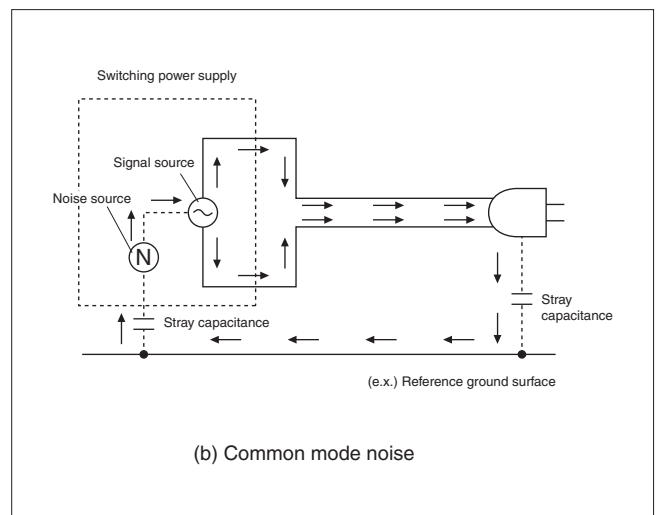 Switching power supply
Signal source
Noise source
N
Stray capacitance
Stray
capacitance
(e.x.) Reference ground surface
(b) Common mode noise